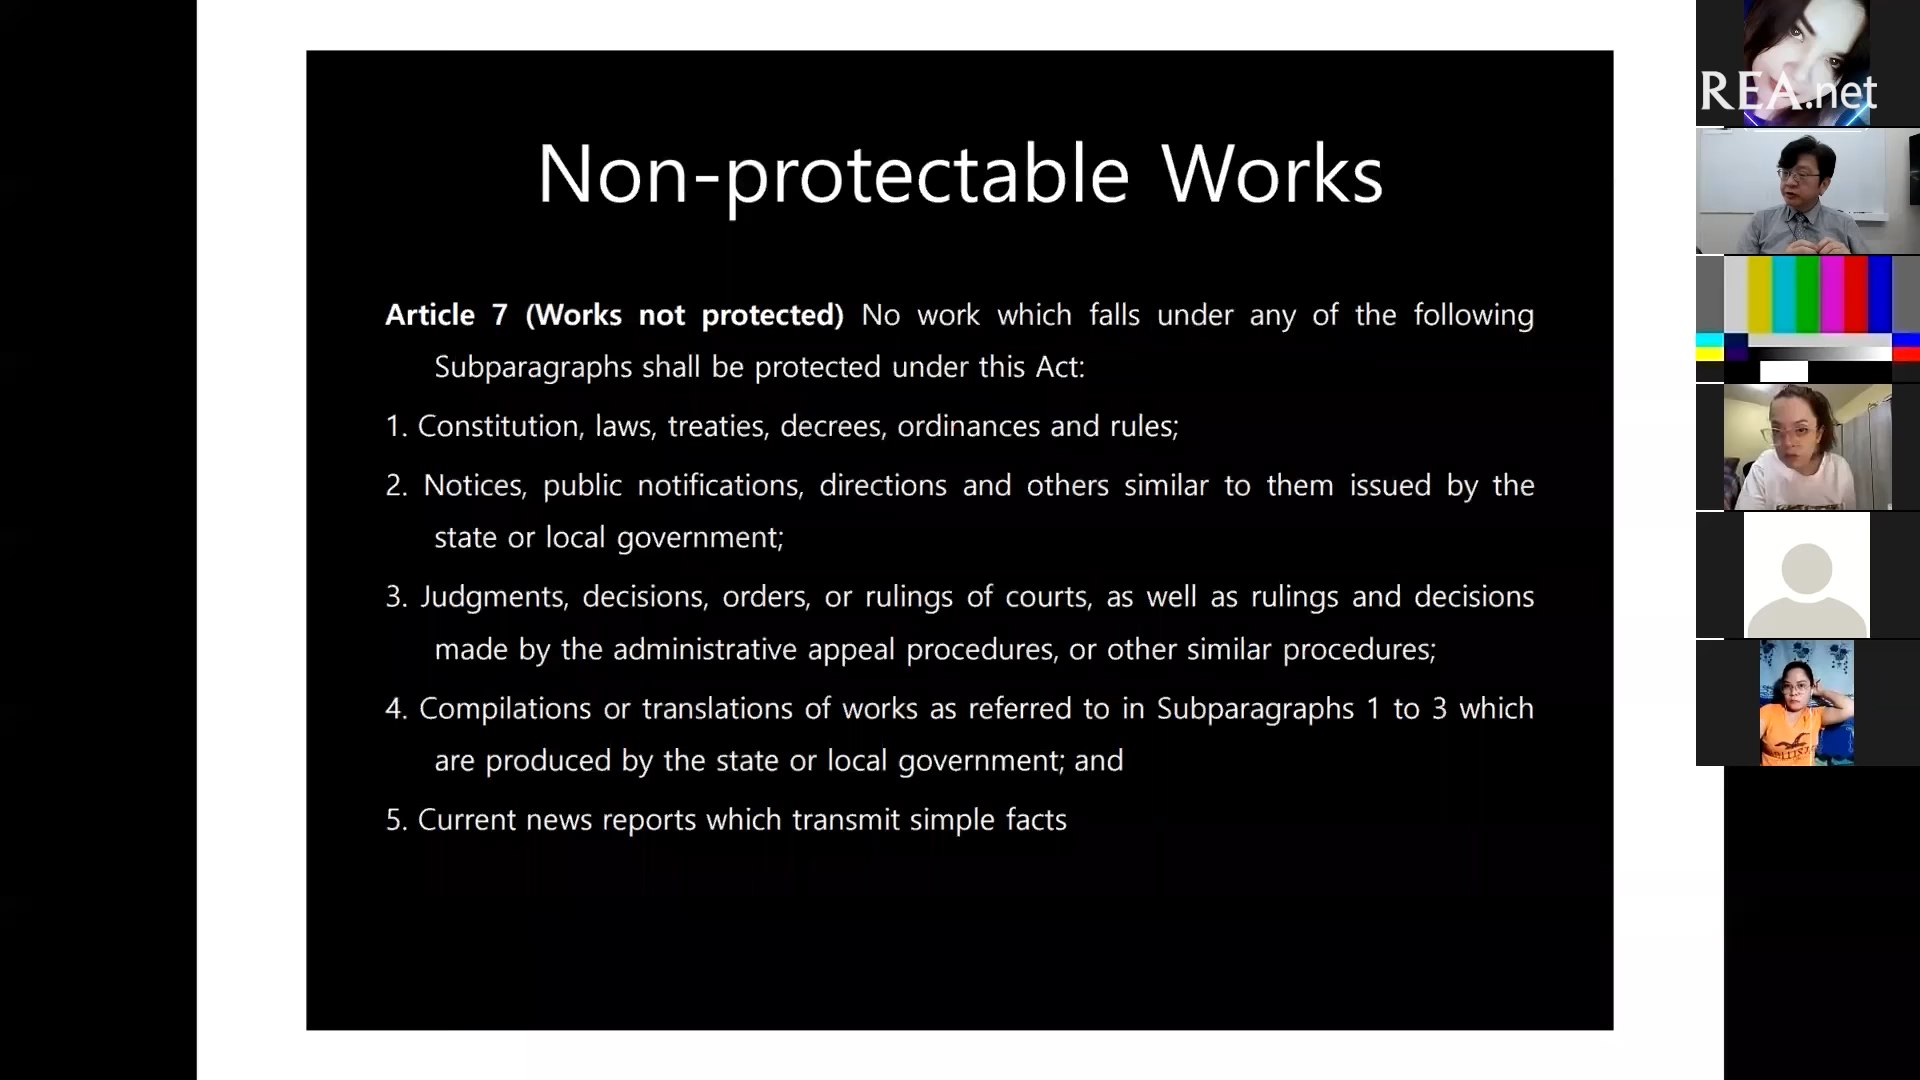 Non-protectable Works
Article 7 (Works not protected) No work which falls under any of the following
Subparagraphs shall be protected under this Act:
1. Constitution, laws, treaties, decrees, ordinances and rules;
2. Notices, public notifications, directions and others similar to them issued by the
state or local government;
3. Judgments, decisions, orders, or rulings of courts, as well as rulings and decisions
made by the administrative appeal procedures, or other similar procedures;
4. Compilations or translations of works as referred to in Subparagraphs 1 to 3 which
are produced by the state or local government; and
5. Current news reports which transmit simple facts
REA.net